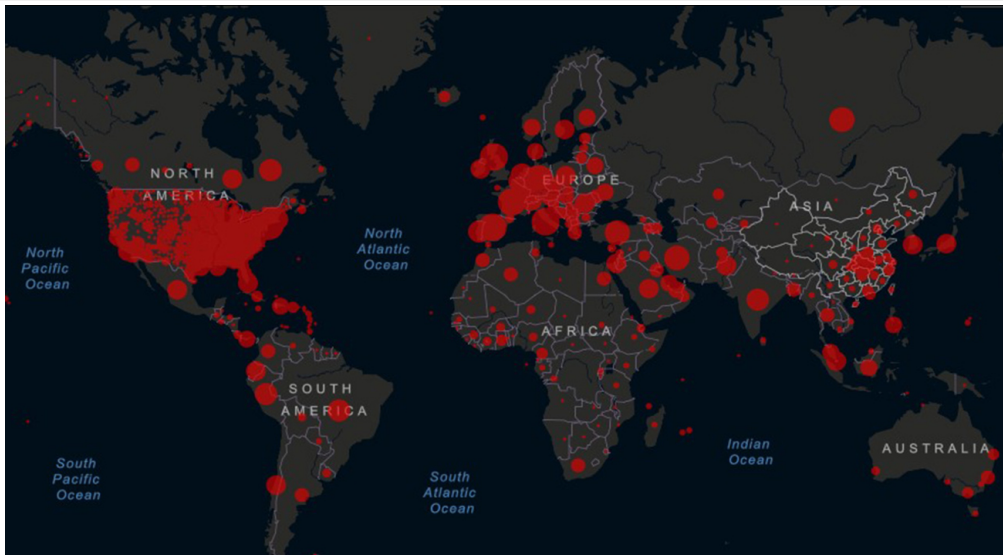 NORTH
AMERICA
EUROPE
ASIA
North
Pacific
Ocean
North
Atlantic
Ocean
AFRICA
SOUTH
AMERICA
Indian
Ocean
AUSTRALIA
South
Pacific
Ocean
South
Atlantic
Ocean